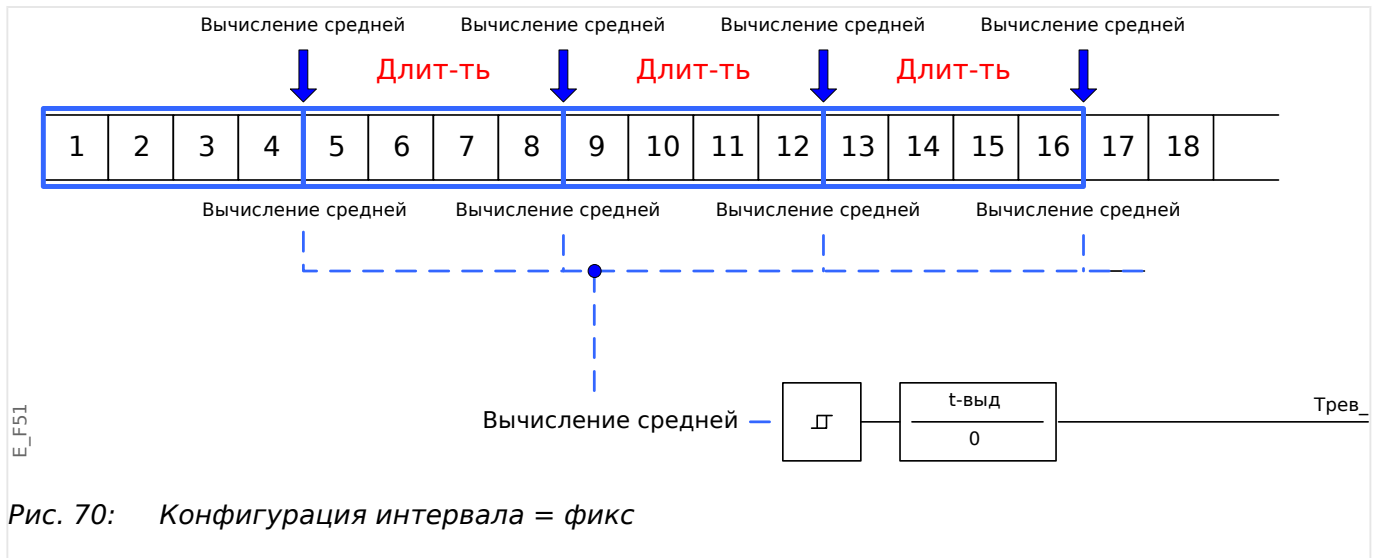 Вычисление средней Вычисление средней Вычисление средней Вычисление средней
Длит-ть Длит-ть Длит-ть
1 2 3 4 5 6 7 8 9 10 11 12 13 14 15 16 17 18
Вычисление средней Вычисление средней Вычисление средней Вычисление средней
t-выд
Трев_
Вычисление средней
0
E_F51
Рис. 70: Конфигурация интервала = фикс